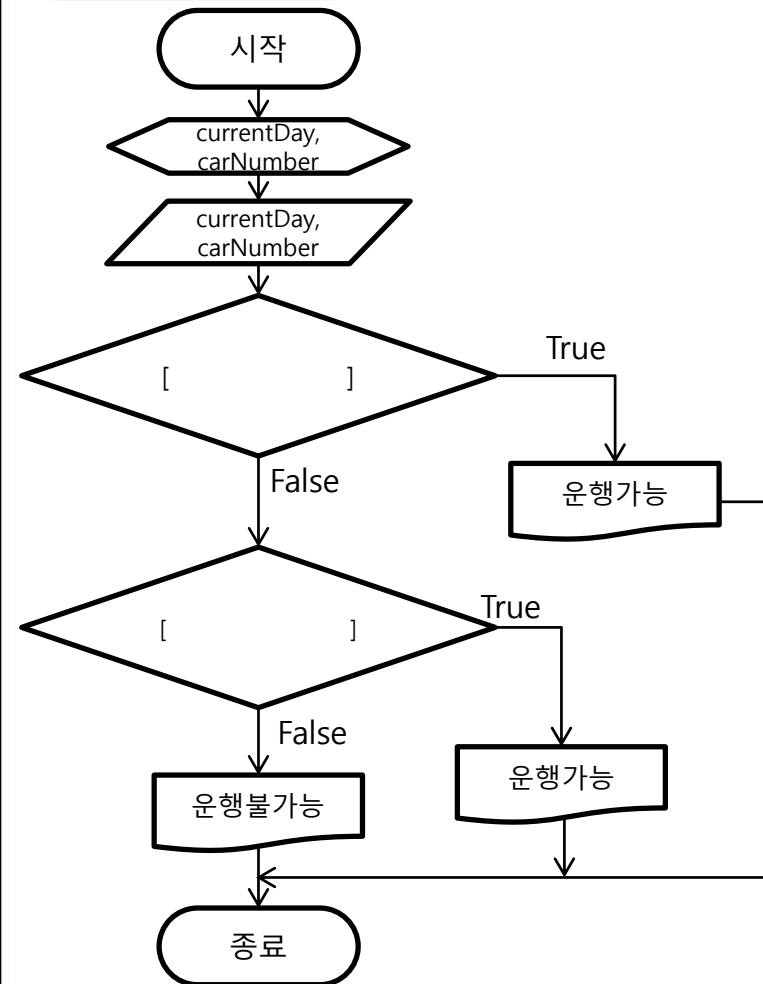 시작
currentDay,
carNumber
currentDay,
carNumber
[ ]
True
False
운행가능
[ ]
True
False
운행가능
운행불가능
종료